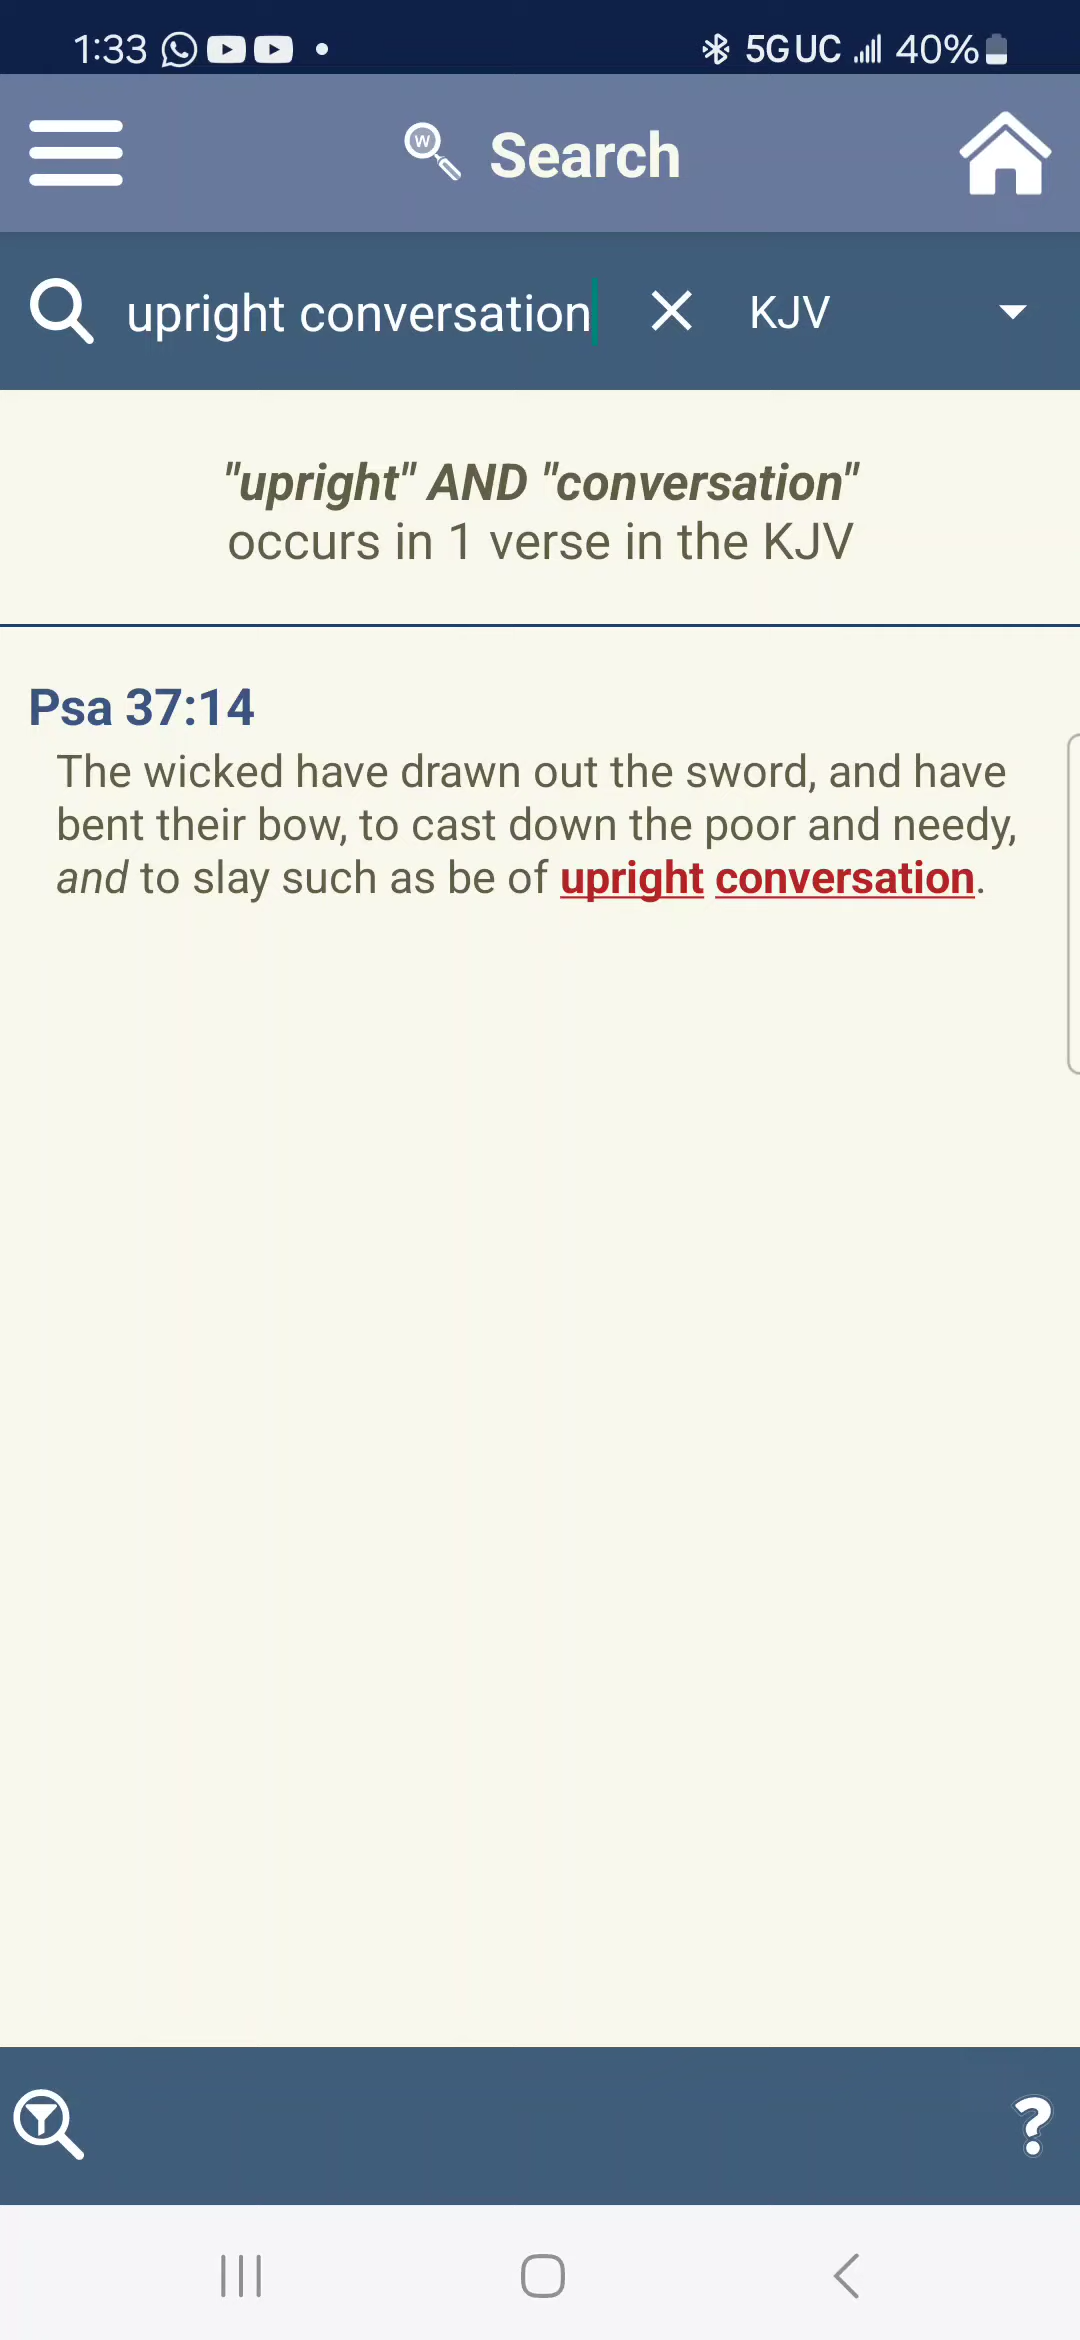 1:33 5G UC 40%
W Search
upright conversation KJV
"upright" AND "conversation"
occurs in 1 verse in the KJV
Psa 37:14
The wicked have drawn out the sword, and have
bent their bow, to cast down the poor and needy,
and to slay such as be of upright conversation.
?